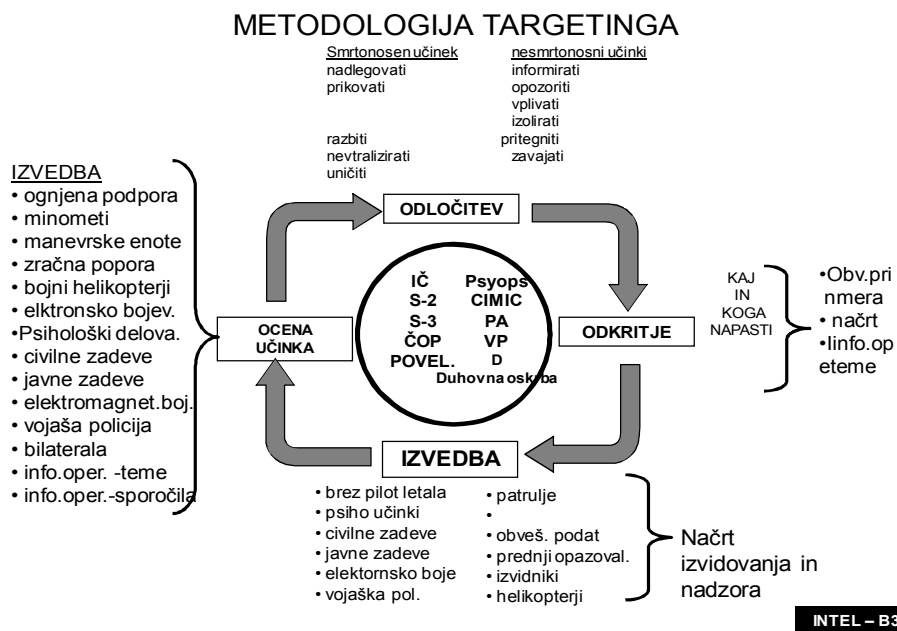 METODOLOGIJA TARGETINGA
Smrtonosen učinek
nadlegovati
prikovati
razbiti
nevtralizirati
uničiti
nesmrtonosni učinki
informirati
opozoriti
vplivati
izolirati
pritegniti
zavajati
IZVEDBA
• ognjena podpora
• minometi
• manevrske enote
• zračna popora
• bojni helikopterji
• elktronsko bojev.
•Psihološki delova.
• civilne zadeve
• javne zadeve
• elektromagnet.boj.
• vojaša policija
• bilaterala
• info.oper. -teme
• info.oper.-sporočila
ODLOČITEV
OCENA
UČINKA
IČ
S-2
S-3
ČOP
POVEL.
Psyops
CIMIC
PA
VP
D
Duhovna oskrba
ODKRITJE
KAJ
IN
KOGA
NAPASTI
•Obv.pri
nmera
• načrt
•Iinfo.op
eteme
IZVEDBA
• brez pilot letala
• psiho učinki
• civilne zadeve
• javne zadeve
• elektornsko boje
• vojaška pol.
• patrulje
•
• obveš. podat
• prednji opazoval.
• izvidniki
• helikopterji
Načrt
izvidovanja in
nadzora
INTEL – B3